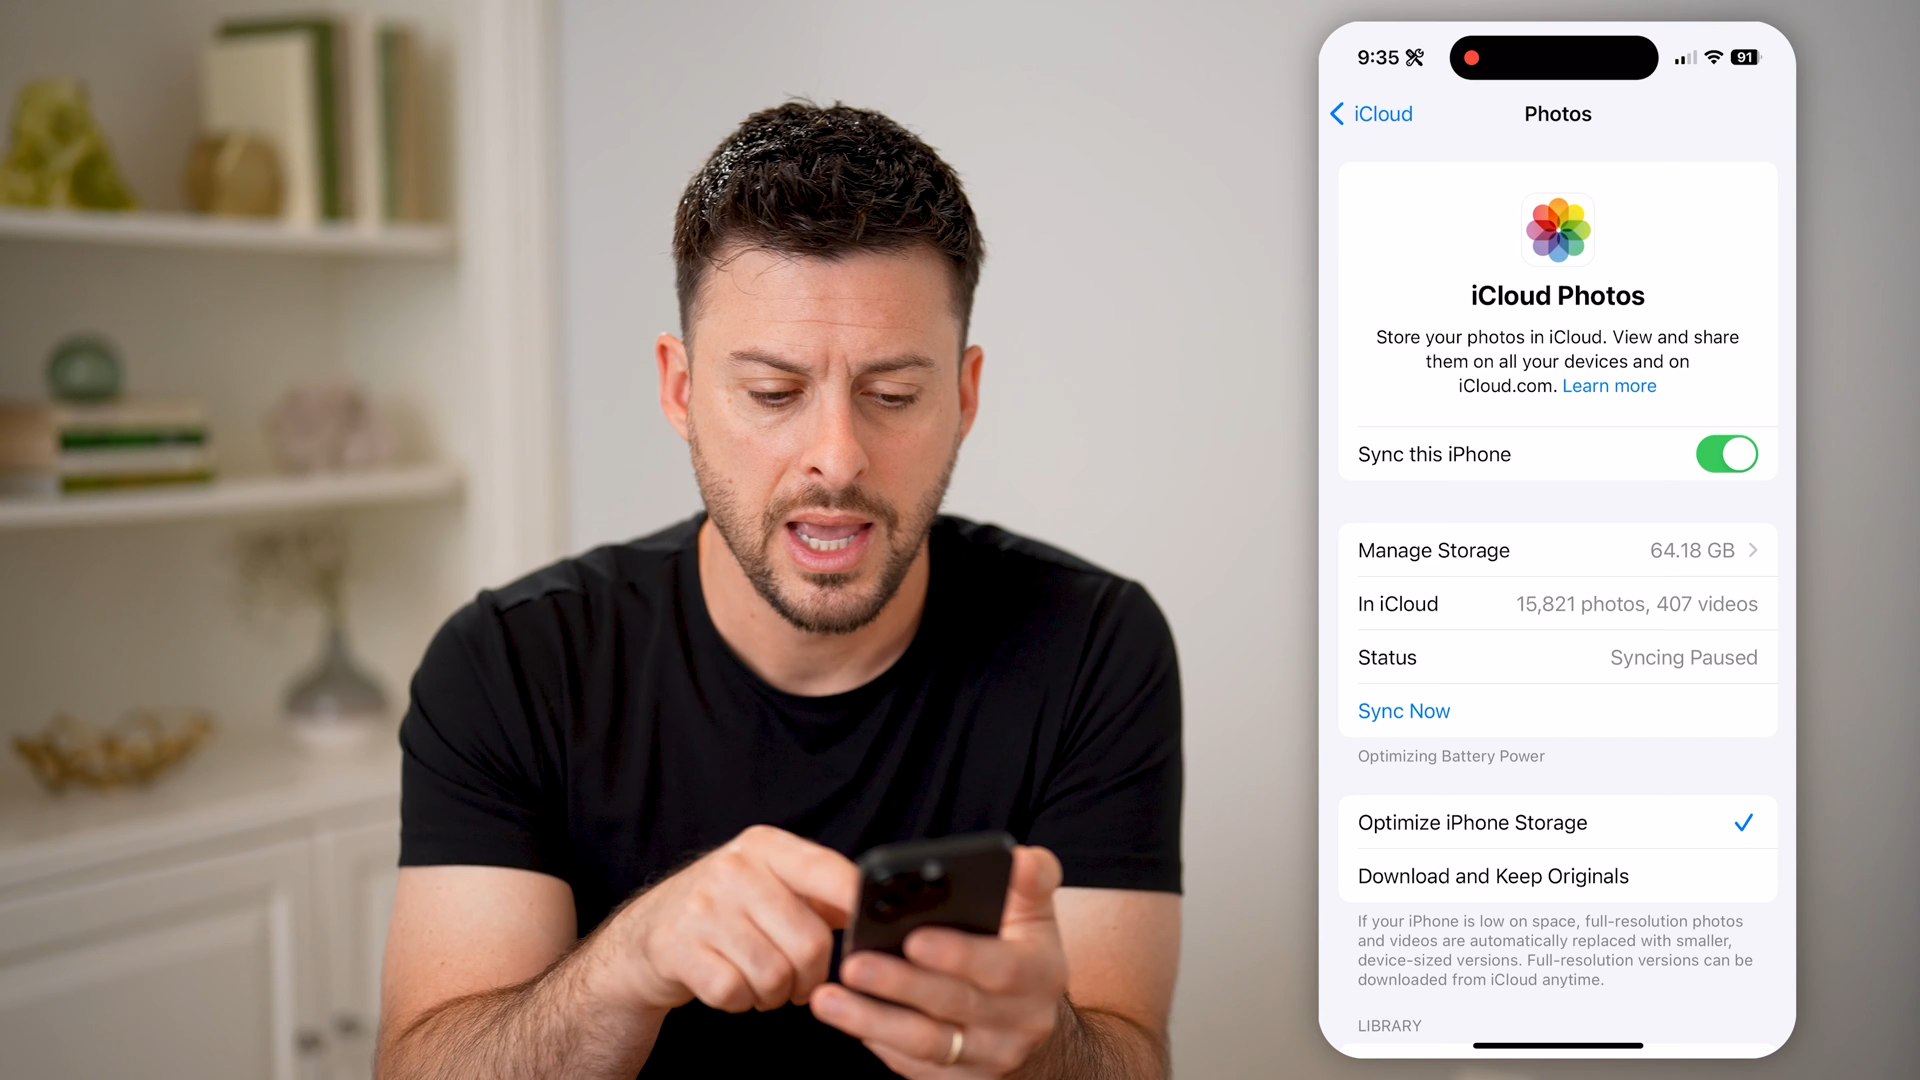 9:35
91
iCloud
Photos
iCloud Photos
Store your photos in iCloud. View and share
them on all your devices and on
iCloud.com. Learn more
Sync this iPhone
Manage Storage 64.18 GB
In iCloud 15,821 photos, 407 videos
Status Syncing Paused
Sync Now
Optimizing Battery Power
Optimize iPhone Storage
Download and Keep Originals
If your iPhone is low on space, full-resolution photos
and videos are automatically replaced with smaller,
device-sized versions. Full-resolution versions can be
downloaded from iCloud anytime.
LIBRARY